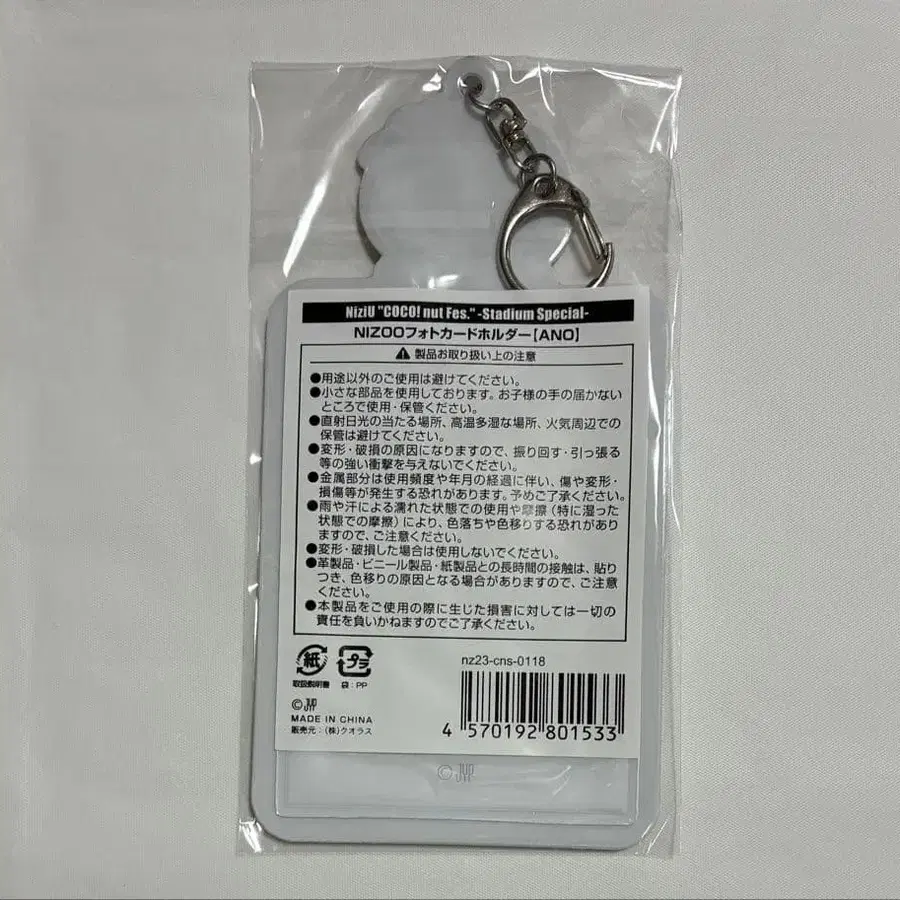 NiziU "COCO! nut Fes." -Stadium Special-
NIZOOフォトカードホルダー【ANO】
⚠ 製品お取り扱い上の注意
●用途以外のご使用は避けてください。
●小さな部品を使用しております。お子様の手の届かない
ところで使用・保管ください。
●直射日光の当たる場所、高温多湿な場所、火気周辺での
保管は避けてください。
●変形・破損の原因になりますので、振り回す・引っ張る
等の強い衝撃を与えないでください。
●金属部分は使用頻度や年月の経過に伴い、傷や変形・
損傷等が発生する恐れがあります。予めご了承ください。
●雨や汗による濡れた状態での使用や摩擦(特に湿った
状態での摩擦)により、色落ちや色移りする恐れがあり
ますので、ご注意ください。
●変形・破損した場合は使用しないでください。
●革製品・ビニール製品・紙製品との長時間の接触は、貼り
つき、色移りの原因となる場合がありますので、ご注意
ください。
●本製品をご使用の際に生じた損害に対しては一切の
責任を負いかねますのでご了承ください。
紙 プラ
取扱説明書 袋:PP
nz23-cns-0118
©JYP
MADE IN CHINA
販売元:(株)クオラス
4 570192 801533
©JYP